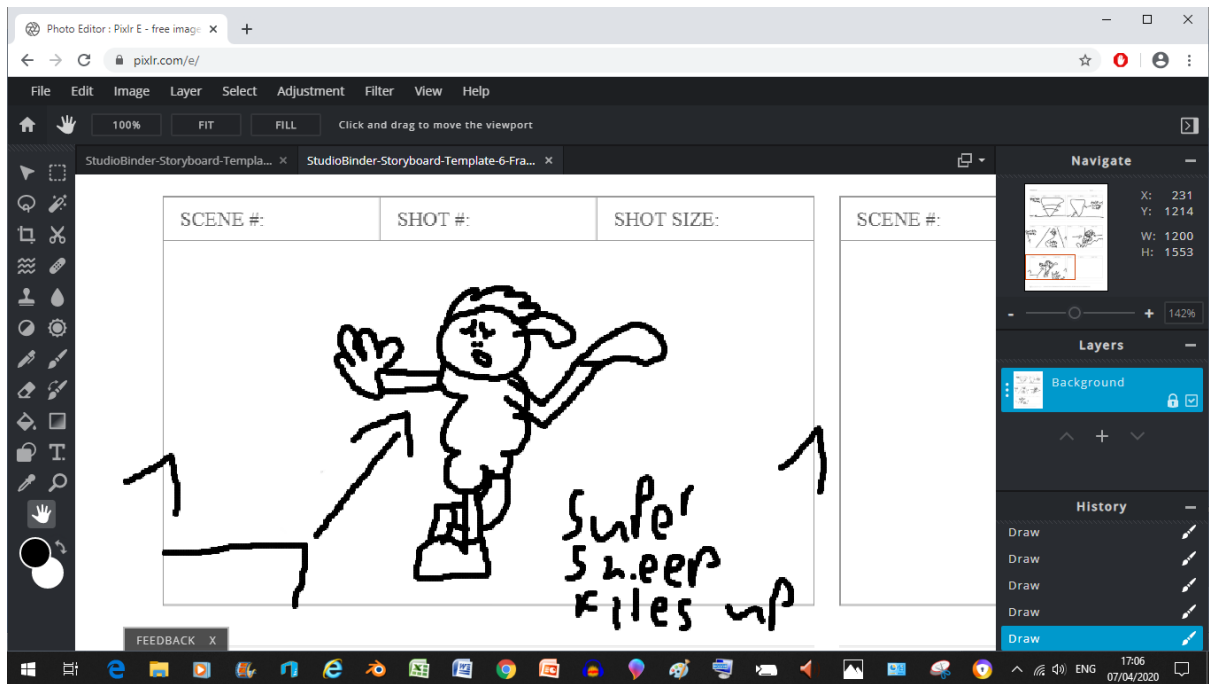 Photo Editor : Pixlr E - free image
pixlr.com/e/
File Edit Image Layer Select Adjustment Filter View Help
100% FIT FILL Click and drag to move the viewport
StudioBinder-Storyboard-Templa... StudioBinder-Storyboard-Template-6-Fra...
Navigate
X: 231
Y: 1214
W: 1200
H: 1553
142%
SCENE #: SHOT #: SHOT SIZE: SCENE #:
Layers
Background
History
Draw
Draw
Draw
Draw
Draw
Super
Sheep
Files up
FEEDBACK X
ENG
17:06
07/04/2020